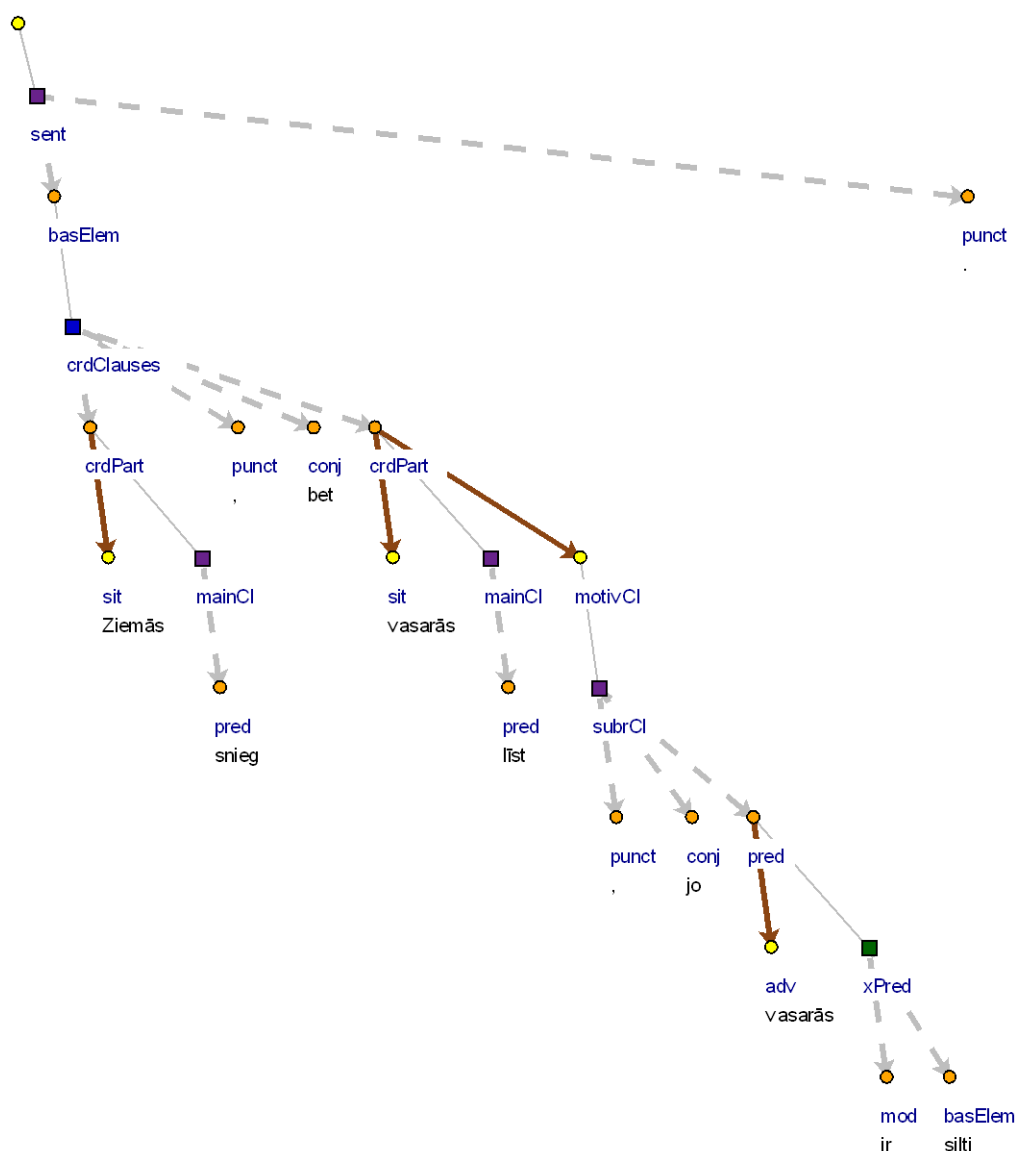 sent
basElem
punct
.
crdClauses
crdPart
punct
conj
crdPart
,
bet
sit
mainCl
sit
mainCl
motivCl
Ziemās
vasarās
pred
pred
subrCl
snieg
līst
punct
conj
pred
,
jo
adv
xPred
vasarās
mod
basElem
ir
silti